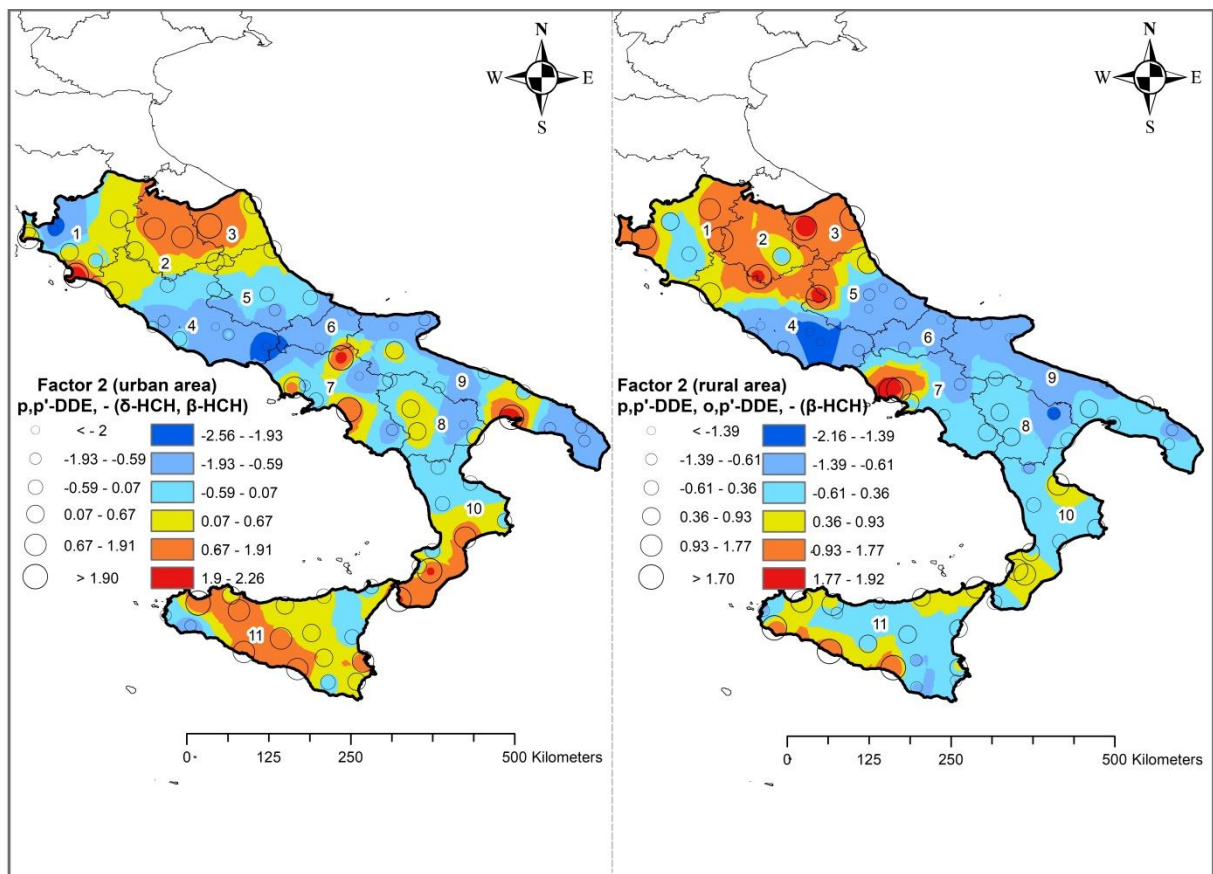 N
W E
S
1
2
3
4
5
6
7
8
9
10
11
Factor 2 (urban area)
p,p'-DDE, - (δ-HCH, β-HCH)
< - 2
-1.93 - -0.59
-0.59 - 0.07
0.07 - 0.67
0.67 - 1.91
> 1.90
-2.56 - -1.93
-1.93 - -0.59
-0.59 - 0.07
0.07 - 0.67
0.67 - 1.91
1.9 - 2.26
0 125 250 500 Kilometers
N
W E
S
1
2
3
4
5
6
7
8
9
10
11
Factor 2 (rural area)
p,p'-DDE, o,p'-DDE, - (β-HCH)
< -1.39
-1.39 - -0.61
-0.61 - 0.36
0.36 - 0.93
0.93 - 1.77
> 1.70
-2.16 - -1.39
-1.39 - -0.61
-0.61 - 0.36
0.36 - 0.93
0.93 - 1.77
1.77 - 1.92
0 125 250 500 Kilometers